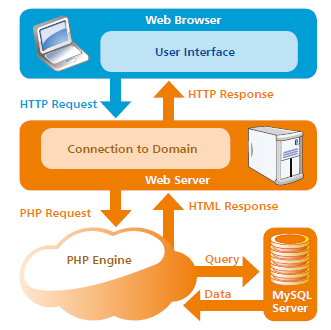 Web Browser
User Interface
HTTP Request
HTTP Response
Connection to Domain
Web Server
PHP Request
HTML Response
PHP Engine
Query
Data
MySQL
Server